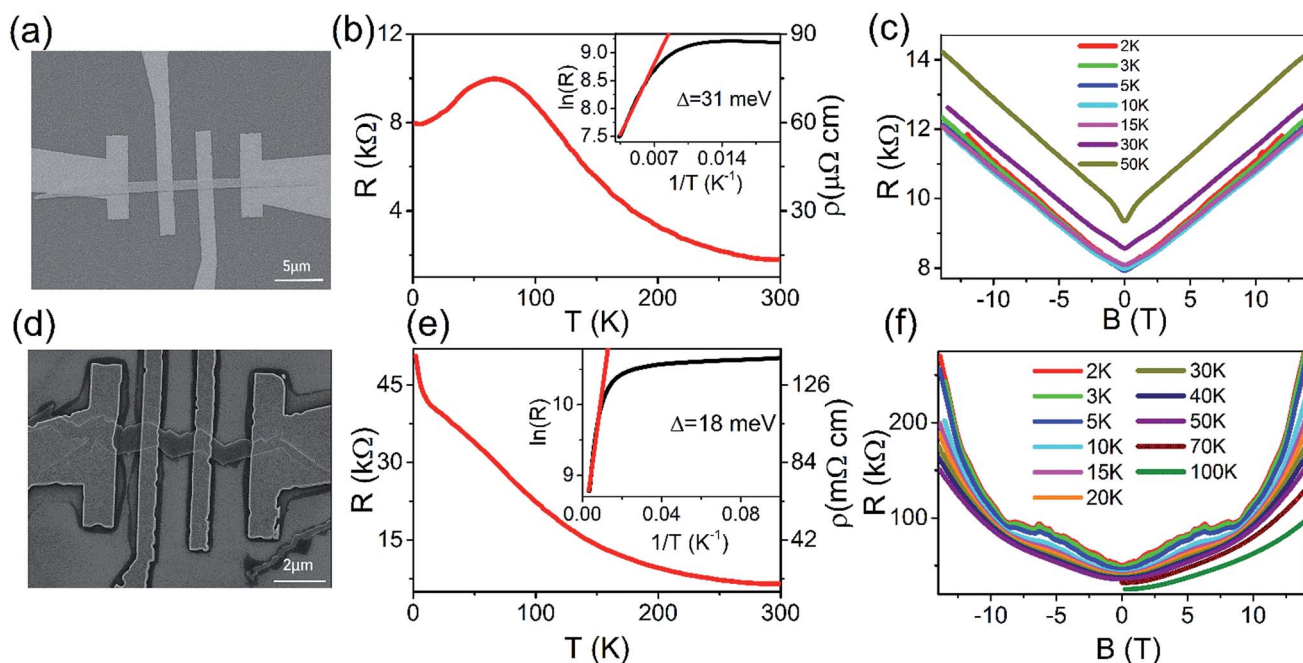 (a)
5μm
(b)
R (kΩ)
12
8
4
0
100
200
300
T (K)
90
60
30
ρ(μΩ cm)
ln(R)
9.0
8.5
8.0
7.5
0.007
0.014
1/T (K⁻¹)
Δ=31 meV
(c)
R (kΩ)
14
12
10
8
2K
3K
5K
10K
15K
30K
50K
-10
-5
0
5
10
B (T)
(d)
2μm
(e)
R (kΩ)
45
30
15
0
100
200
300
T (K)
126
84
42
ρ(mΩ cm)
ln(R)
10
9
0.00
0.04
0.08
1/T (K⁻¹)
Δ=18 meV
(f)
R (kΩ)
200
100
2K
3K
5K
10K
15K
20K
30K
40K
50K
70K
100K
-10
-5
0
5
10
B (T)